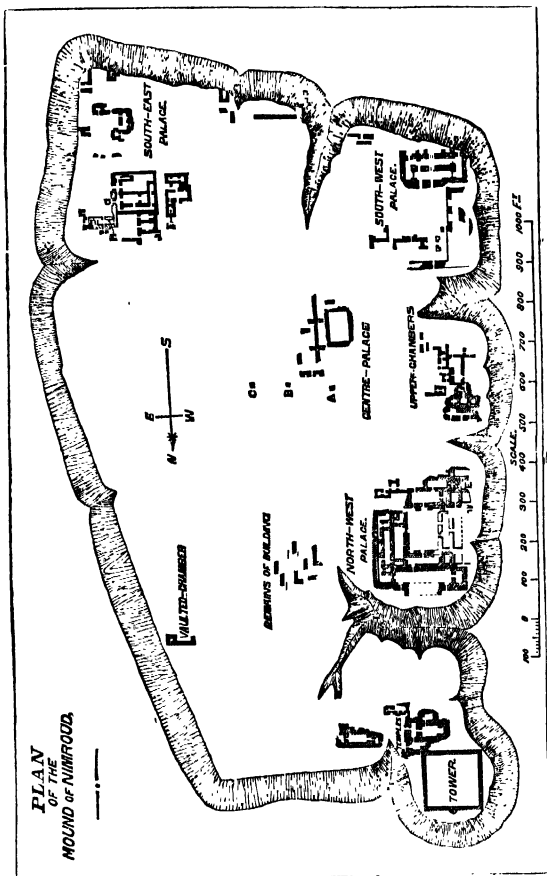 PLAN
OF THE
MOUND OF NIMROUD.
SOUTH-EAST
PALACE.
SOUTH-WEST
PALACE.
UPPER-CHAMBERS
CENTRE-PALACE
A
B
C
N
S
E
W
VAULTED-CHAMBER
REMAINS OF BUILDING
NORTH-WEST
PALACE.
TEMPLES
TOWER.
SCALE.
100 0 100 200 300 400 500 600 700 800 900 1000 FT